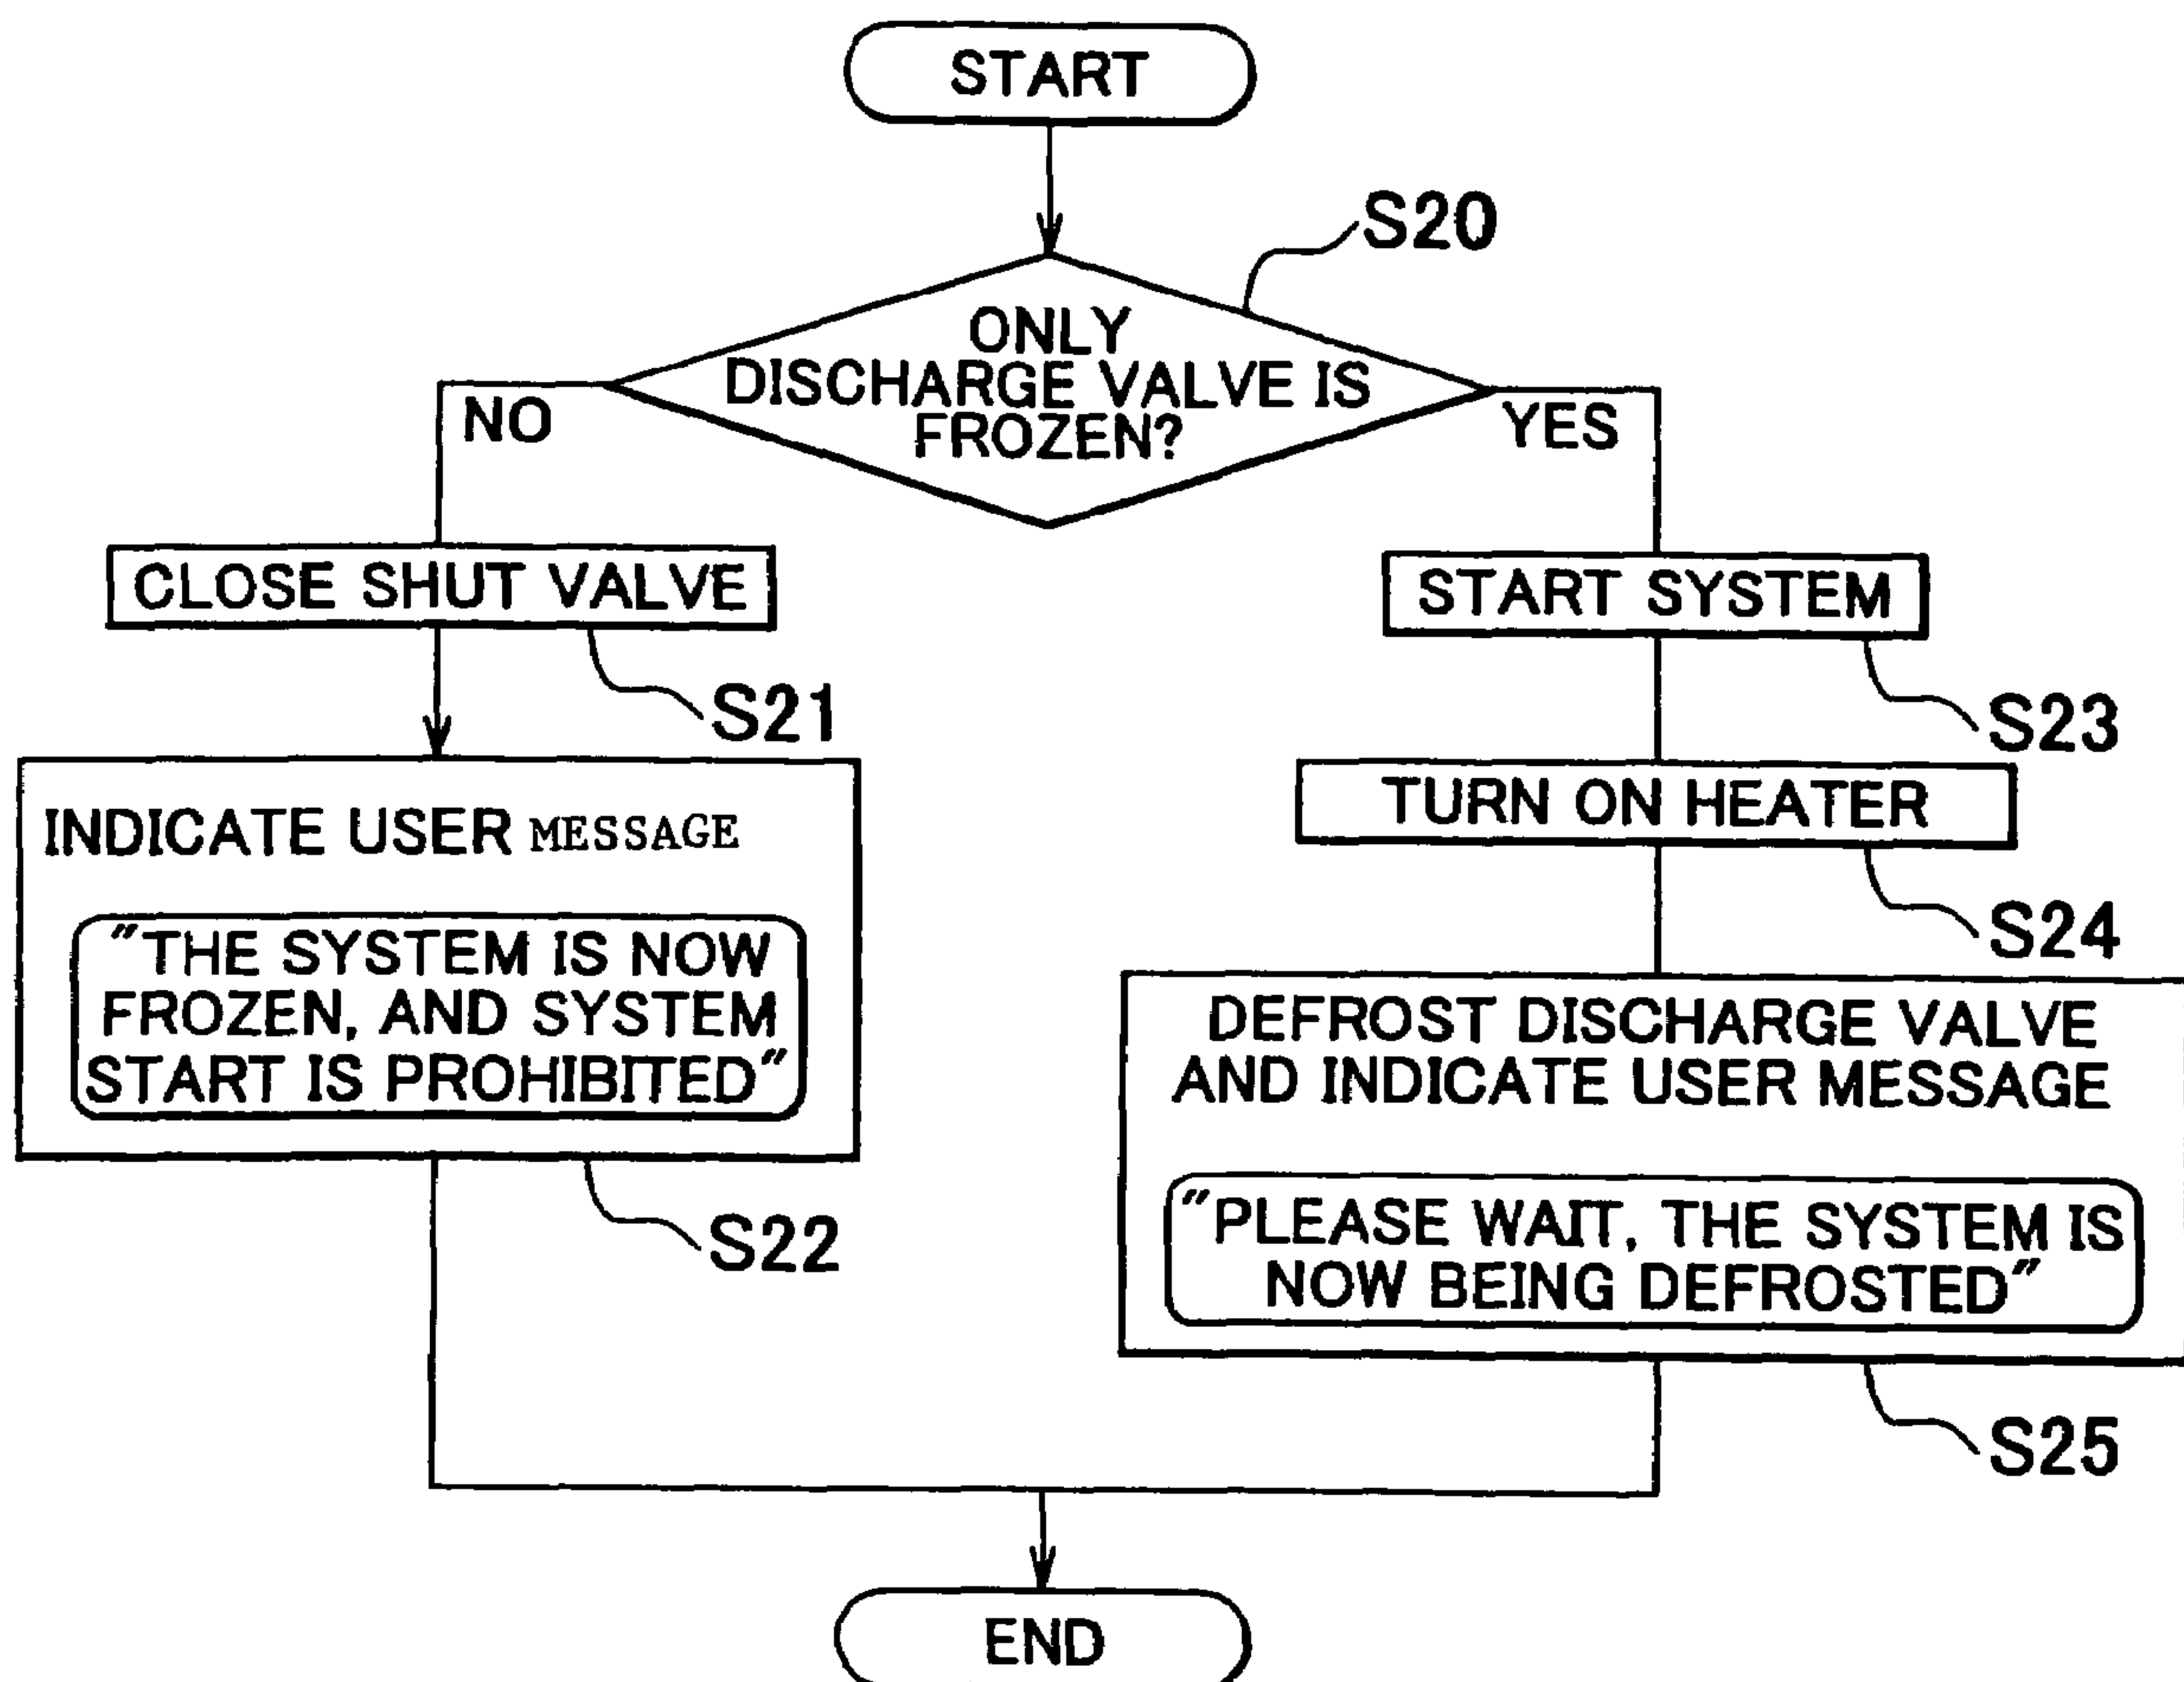 START
S20
ONLY
DISCHARGE VALVE IS
FROZEN?
NO
YES
CLOSE SHUT VALVE
S21
INDICATE USER MESSAGE
"THE SYSTEM IS NOW
FROZEN, AND SYSTEM
START IS PROHIBITED"
S22
START SYSTEM
S23
TURN ON HEATER
S24
DEFROST DISCHARGE VALVE
AND INDICATE USER MESSAGE
"PLEASE WAIT, THE SYSTEM IS
NOW BEING DEFROSTED"
S25
END